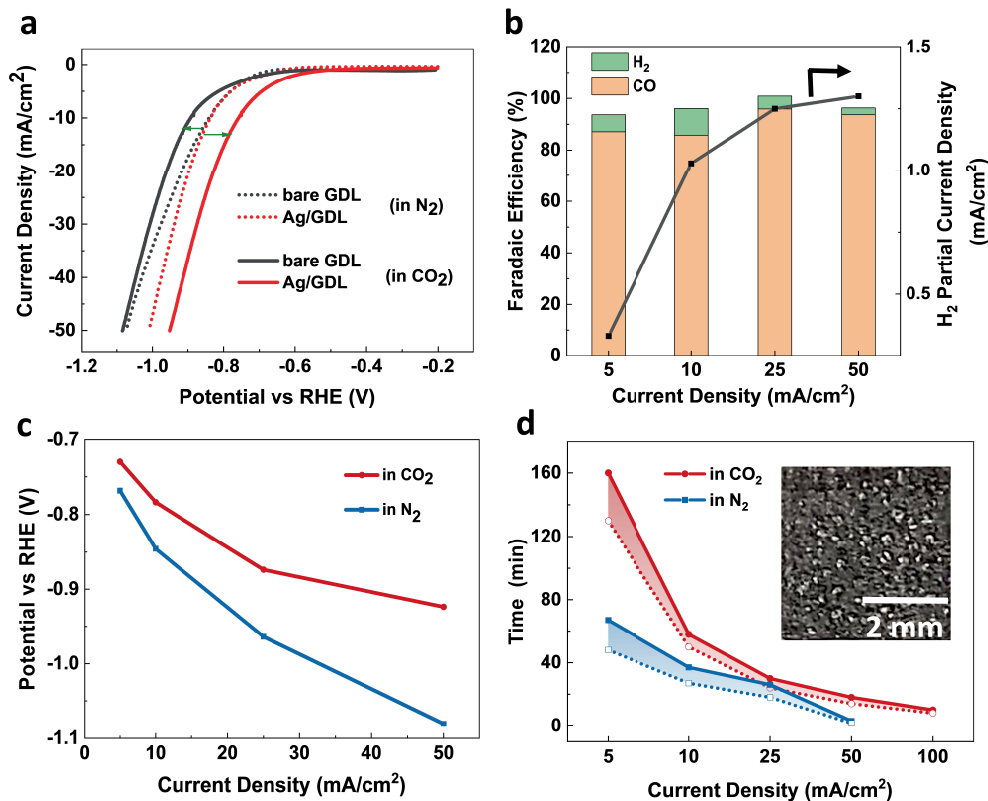 a
0
-10
-20
-30
-40
-50
-1.2
-1.0
-0.8
-0.6
-0.4
-0.2
Current Density (mA/cm²)
Potential vs RHE (V)
bare GDL
Ag/GDL
(in N₂)
bare GDL
Ag/GDL
(in CO₂)
b
120
100
80
60
40
20
0
1.5
1.0
0.5
5
10
25
50
Faradaic Efficiency (%)
H₂ Partial Current Density
(mA/cm²)
Current Density (mA/cm²)
H₂
CO
c
-0.7
-0.8
-0.9
-1.0
-1.1
0
10
20
30
40
50
Potential vs RHE (V)
Current Density (mA/cm²)
in CO₂
in N₂
d
160
120
80
40
0
5
10
25
50
100
Time (min)
Current Density (mA/cm²)
in CO₂
in N₂
2 mm